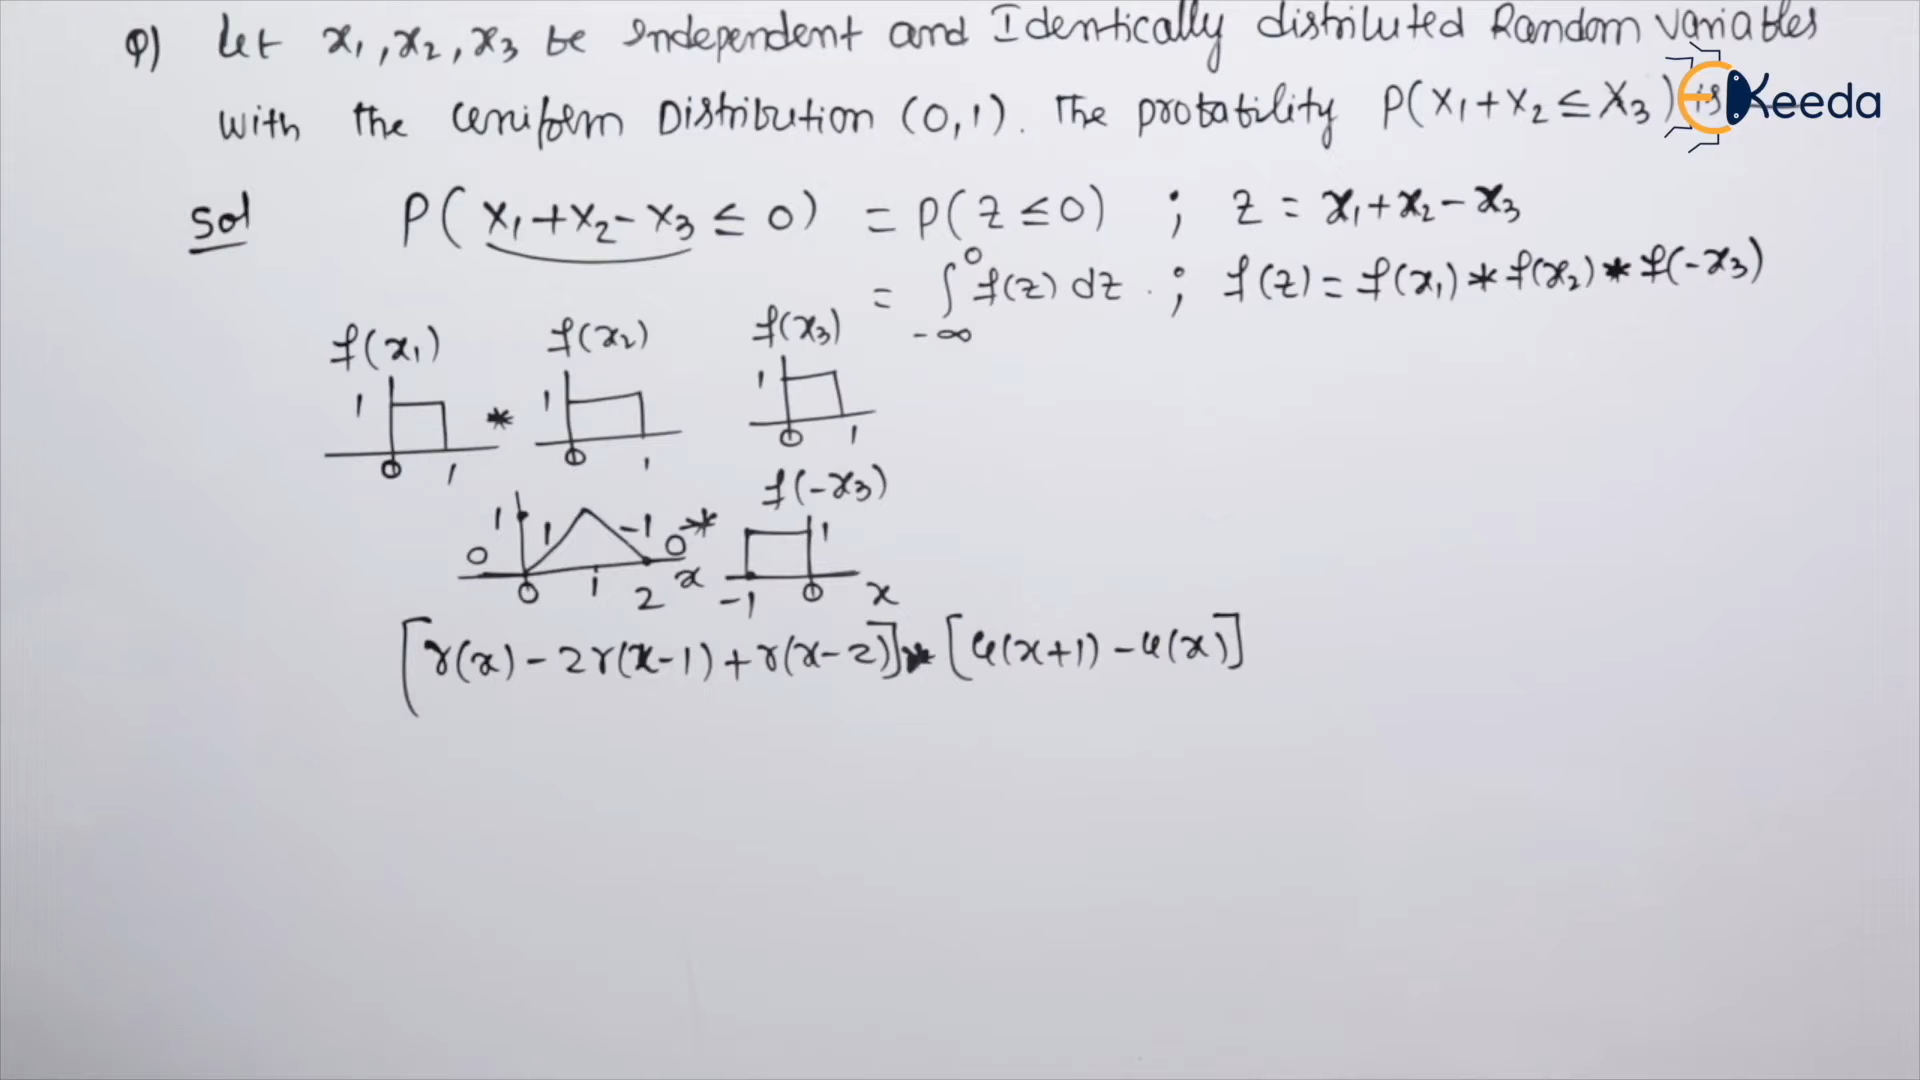 Q) Let x₁, x₂, x₃ be Independent and Identically distributed Random variables
with the uniform Distribution (0,1). The probability P(X₁+X₂ ≤ X₃) is
EKeeda
Sol P(X₁+X₂-X₃ ≤ 0) = P(Z ≤ 0) ; Z = x₁+x₂-x₃
= ∫_{-∞}^{0} f(z) dz . ; f(z) = f(x₁) * f(x₂) * f(-x₃)
f(x₁) f(x₂) f(x₃)
1 * 1 1
0 1 0 1 0 1
f(-x₃)
1 1 -1 * 1
0 0
0 1 2 x -1 0 x
[r(x) - 2r(x-1) + r(x-2)] * [u(x+1) - u(x)]